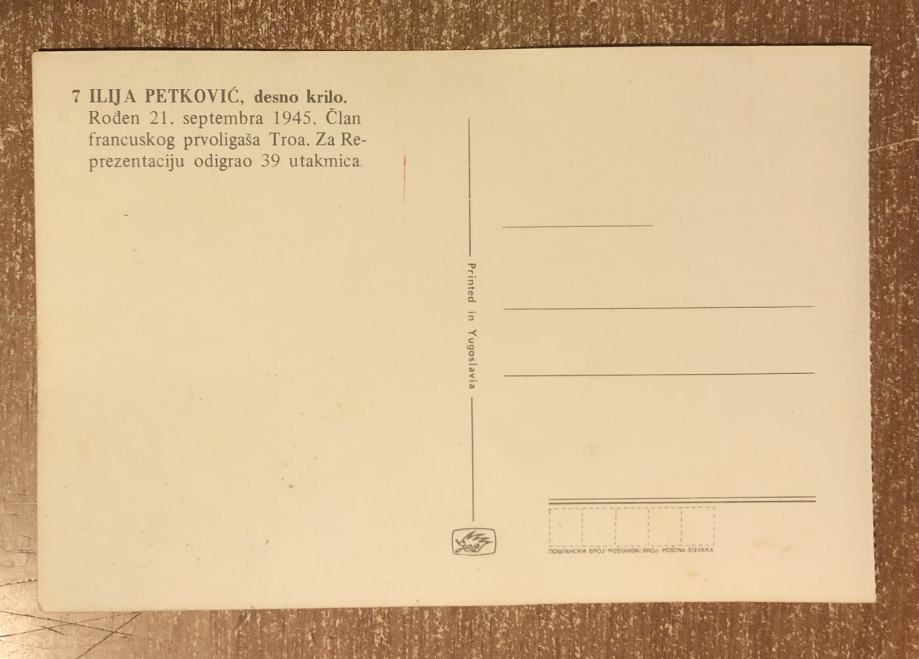 7 ILIJA PETKOVIĆ, desno krilo.
Rođen 21. septembra 1945. Član
francuskog prvoligaša Troa. Za Re-
prezentaciju odigrao 39 utakmica.
Printed in Yugoslavia
ПОШТАНСКИ БРОЈ-POŠTANSKI BROJ-POŠTNA ŠTEVILKA